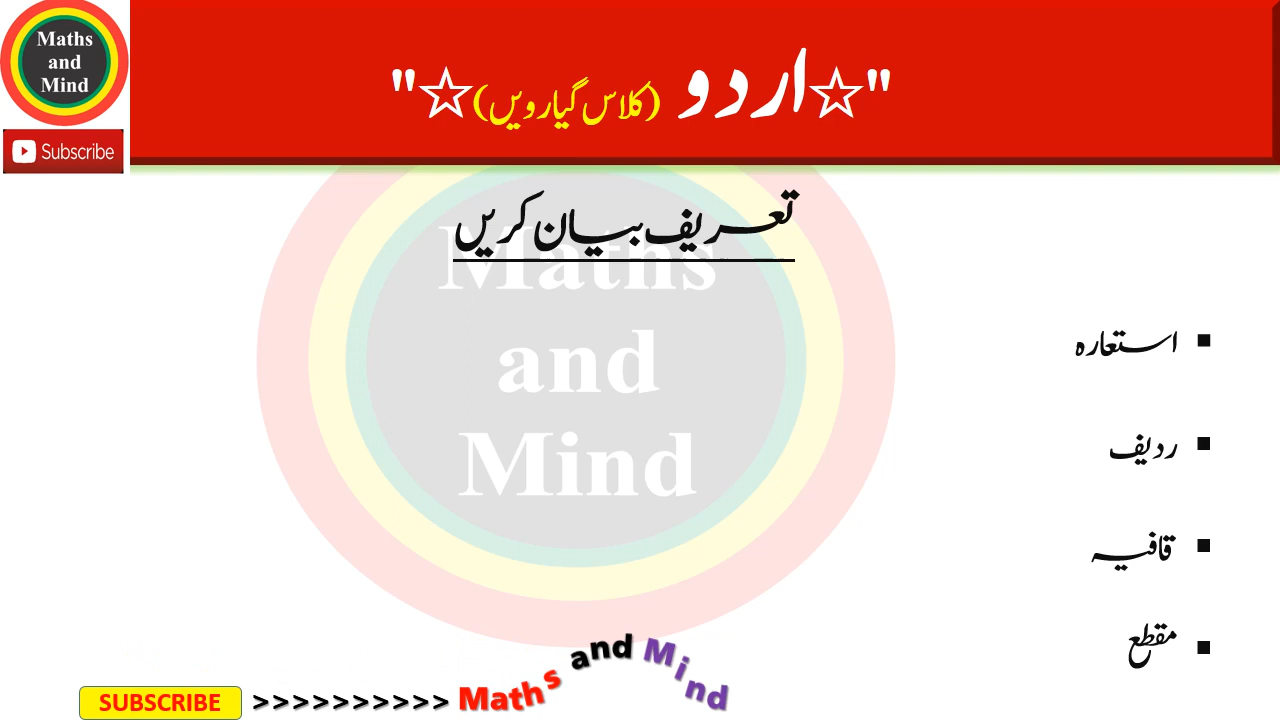 Maths
and
Mind
Subscribe
"☆اردو (کلاس گیارویں)☆"
تعریف بیان کریں
Maths
and
Mind
▪ استعارہ
▪ ردیف
▪ قافیہ
▪ مقطع
SUBSCRIBE >>>>>>>>>> Maths and Mind